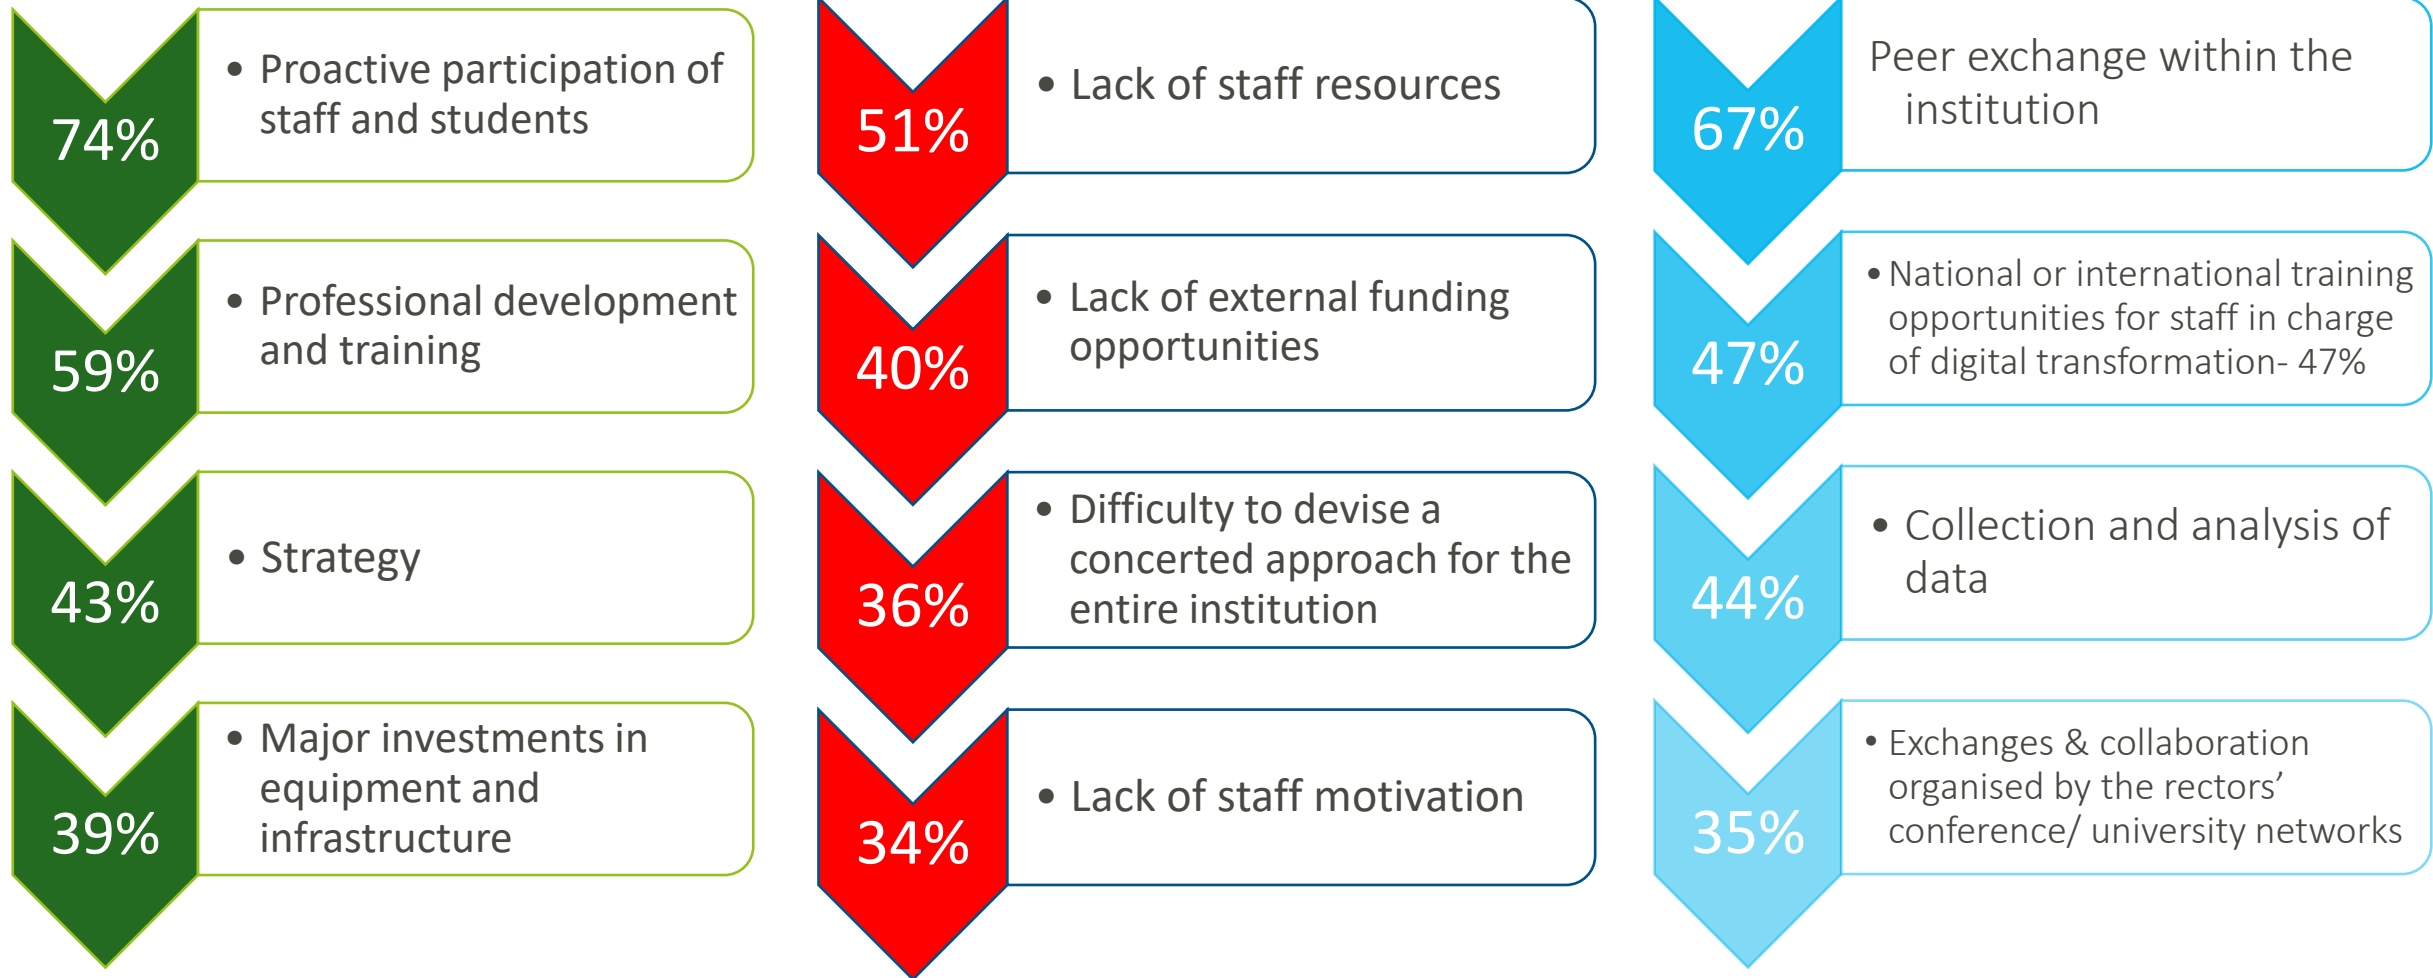 74%
• Proactive participation of
staff and students
59%
• Professional development
and training
43%
• Strategy
39%
• Major investments in
equipment and
infrastructure
51%
• Lack of staff resources
40%
• Lack of external funding
opportunities
36%
• Difficulty to devise a
concerted approach for the
entire institution
34%
• Lack of staff motivation
67%
Peer exchange within the
institution
47%
• National or international training
opportunities for staff in charge
of digital transformation- 47%
44%
• Collection and analysis of
data
35%
• Exchanges & collaboration
organised by the rectors’
conference/ university networks